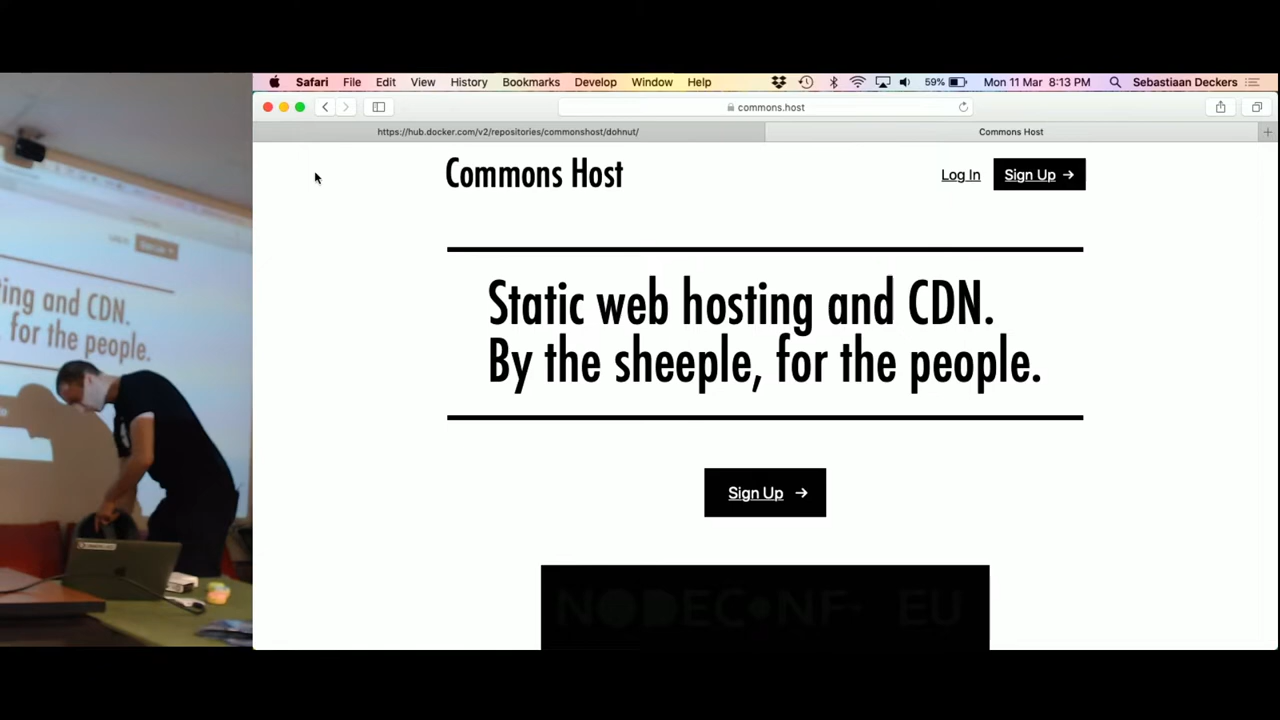 Safari File Edit View History Bookmarks Develop Window Help 59% Mon 11 Mar 8:13 PM Sebastiaan Deckers
commons.host
https://hub.docker.com/v2/repositories/commonshost/dohnut/ Commons Host
Commons Host Log In Sign Up →
Static web hosting and CDN.
By the sheeple, for the people.
Sign Up →
NODECONF EU
ing and CDN.
for the people.